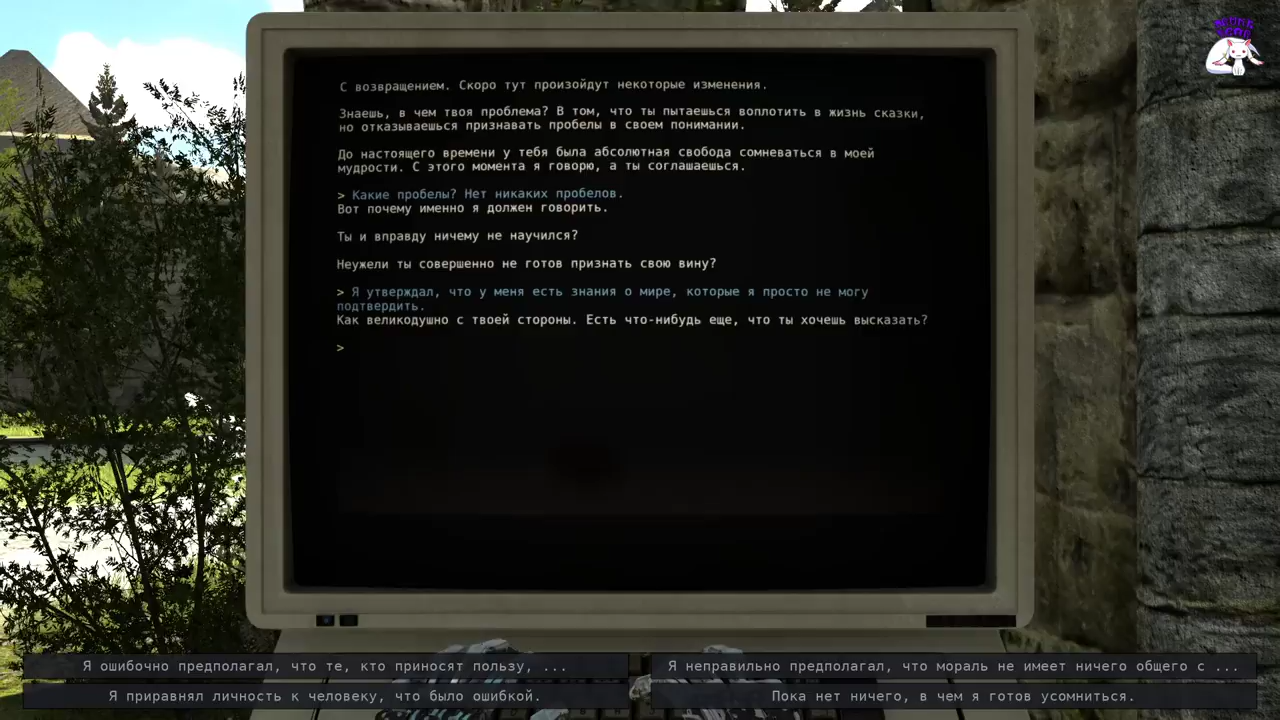 С возвращением. Скоро тут произойдут некоторые изменения.
Знаешь, в чем твоя проблема? В том, что ты пытаешься воплотить в жизнь сказки,
но отказываешься признавать пробелы в своем понимании.
До настоящего времени у тебя была абсолютная свобода сомневаться в моей
мудрости. С этого момента я говорю, а ты соглашаешься.
> Какие пробелы? Нет никаких пробелов.
Вот почему именно я должен говорить.
Ты и вправду ничему не научился?
Неужели ты совершенно не готов признать свою вину?
> Я утверждал, что у меня есть знания о мире, которые я просто не могу
подтвердить.
Как великодушно с твоей стороны. Есть что-нибудь еще, что ты хочешь высказать?
>
Я ошибочно предполагал, что те, кто приносят пользу, ...
Я неправильно предполагал, что мораль не имеет ничего общего с ...
Я приравнял личность к человеку, что было ошибкой.
Пока нет ничего, в чем я готов усомниться.